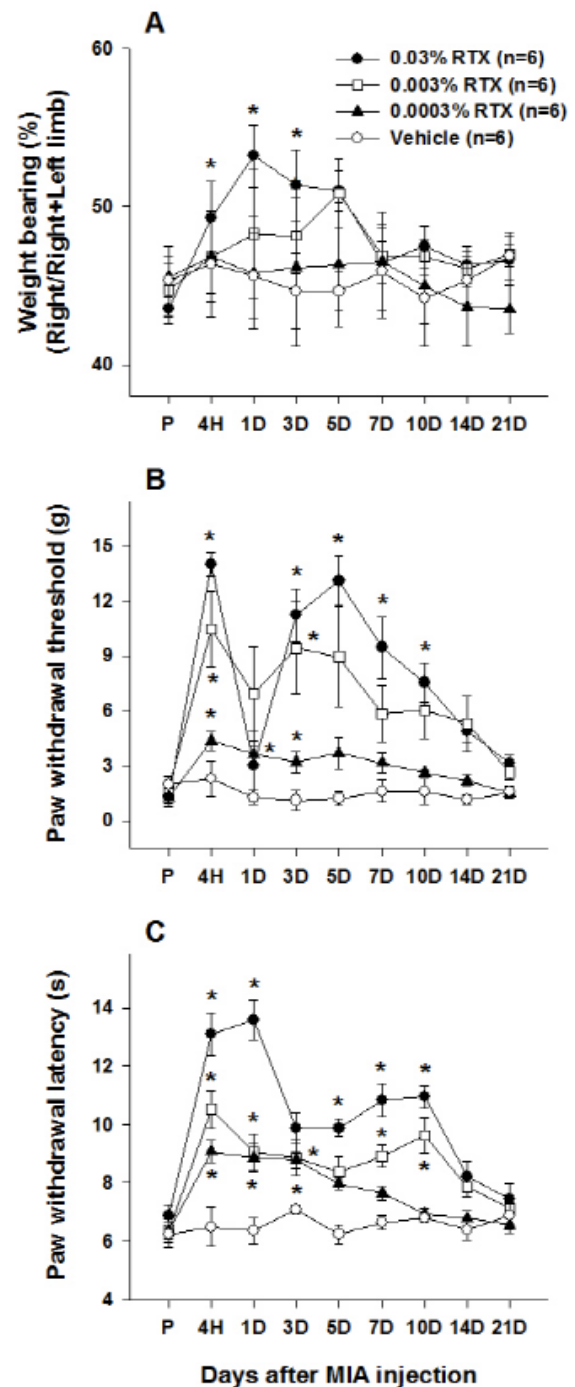 A
60
50
40
Weight bearing (%)
(Right/Right+Left limb)
0.03% RTX (n=6)
0.003% RTX (n=6)
0.0003% RTX (n=6)
Vehicle (n=6)
* * *
P 4H 1D 3D 5D 7D 10D 14D 21D
B
15
12
9
6
3
0
Paw withdrawal threshold (g)
* * * * *
* *
* * *
P 4H 1D 3D 5D 7D 10D 14D 21D
C
14
12
10
8
6
4
Paw withdrawal latency (s)
* * * * *
* * * * *
* * *
P 4H 1D 3D 5D 7D 10D 14D 21D
Days after MIA injection